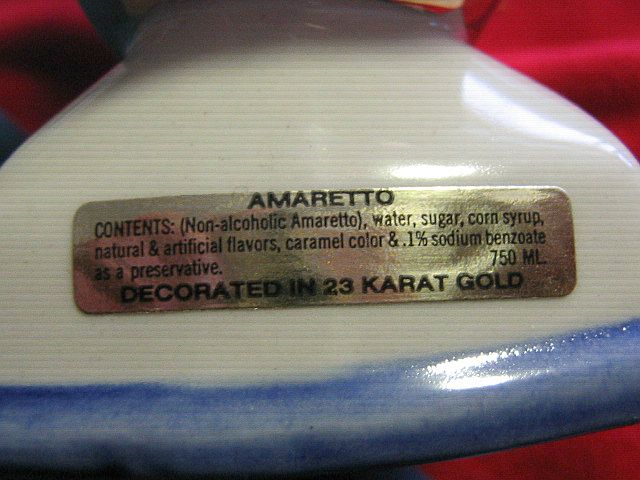 AMARETTO
CONTENTS: (Non-alcoholic Amaretto), water, sugar, corn syrup,
natural & artificial flavors, caramel color & .1% sodium benzoate
as a preservative. 750 ML.
DECORATED IN 23 KARAT GOLD